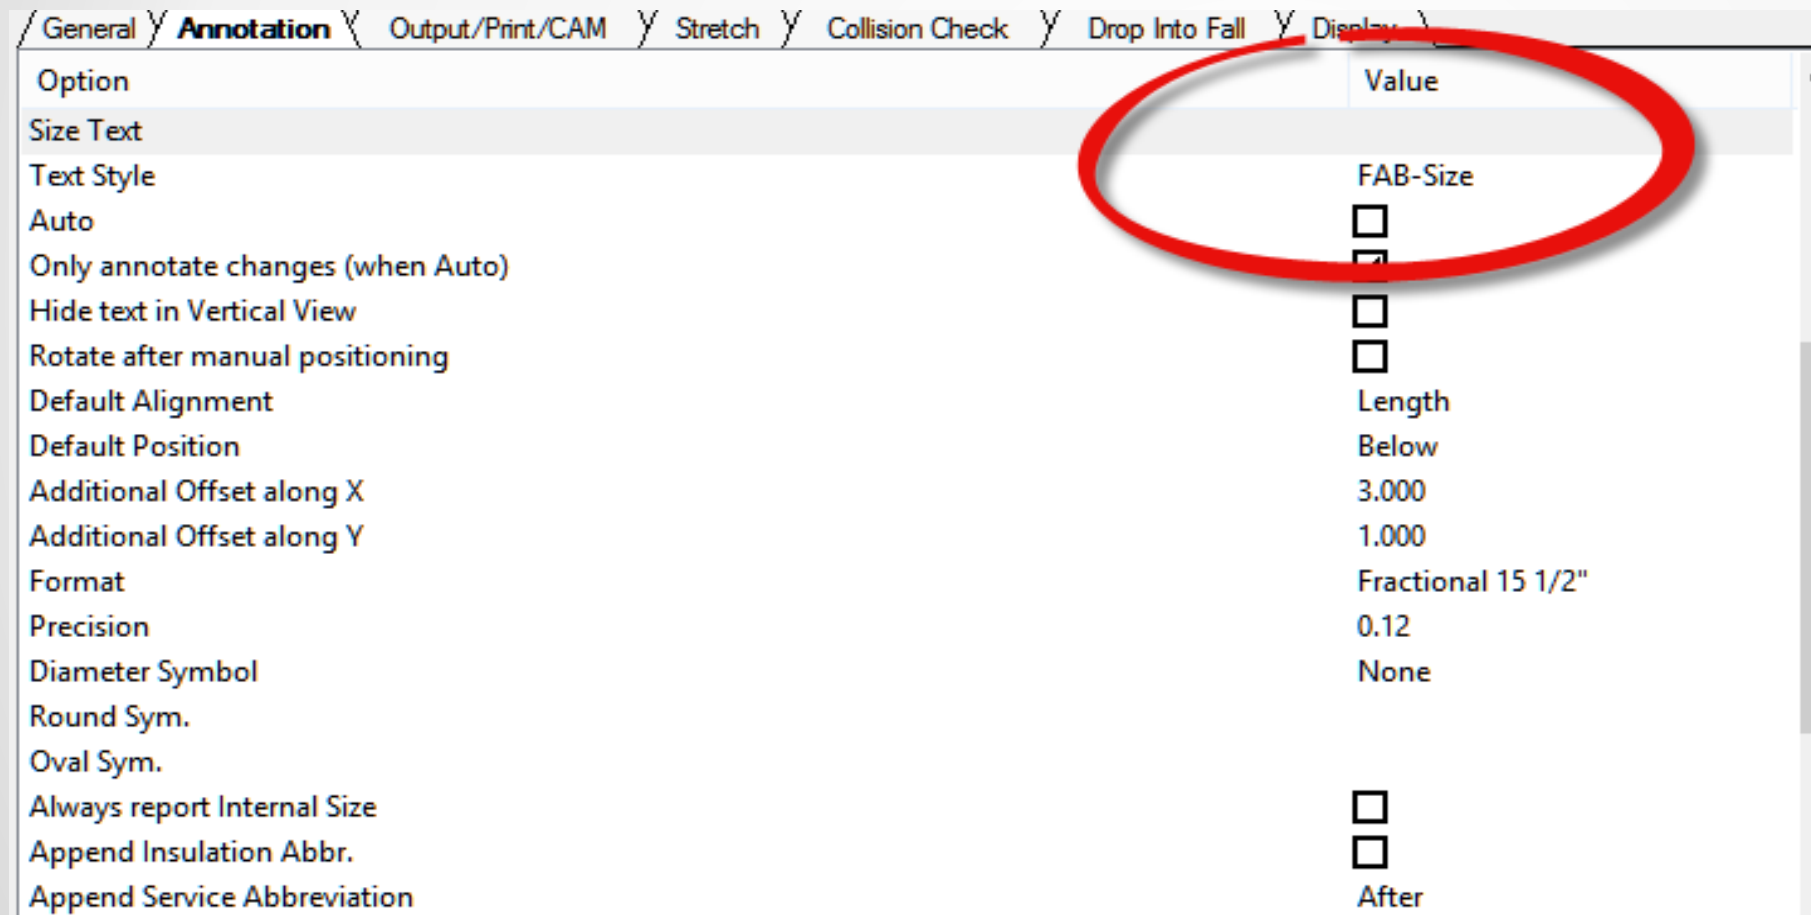 General Annotation Output/Print/CAM Stretch Collision Check Drop Into Fall Display
Option Value
Size Text
Text Style FAB-Size
Auto
Only annotate changes (when Auto)
Hide text in Vertical View
Rotate after manual positioning
Default Alignment Length
Default Position Below
Additional Offset along X 3.000
Additional Offset along Y 1.000
Format Fractional 15 1/2"
Precision 0.12
Diameter Symbol None
Round Sym.
Oval Sym.
Always report Internal Size
Append Insulation Abbr.
Append Service Abbreviation After